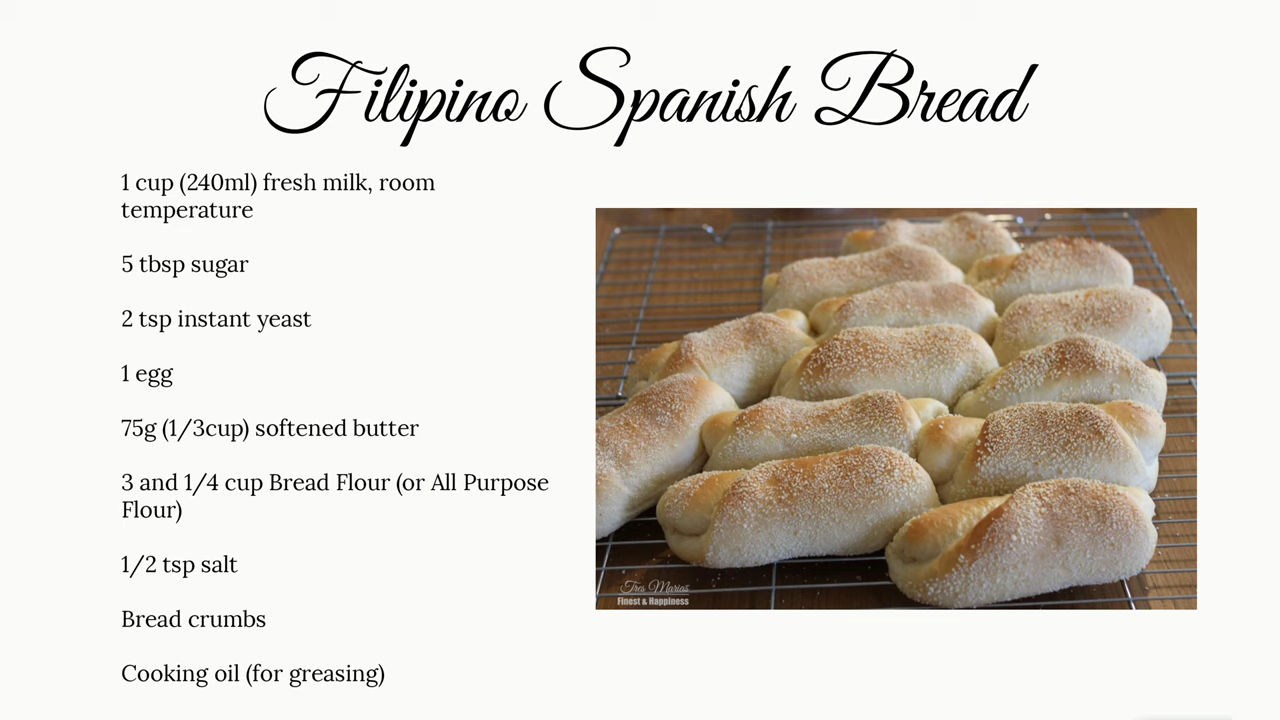 Filipino Spanish Bread
1 cup (240ml) fresh milk, room
temperature
5 tbsp sugar
2 tsp instant yeast
1 egg
75g (1/3cup) softened butter
3 and 1/4 cup Bread Flour (or All Purpose
Flour)
1/2 tsp salt
Bread crumbs
Cooking oil (for greasing)
Tres Marias
Finest & Happiness